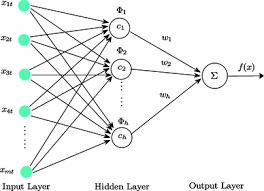 x1t
x2t
x3t
x4t
xmt
Φ1
c1
Φ2
c2
Φh
ch
w1
w2
wh
Σ
f(x)
Input Layer Hidden Layer Output Layer